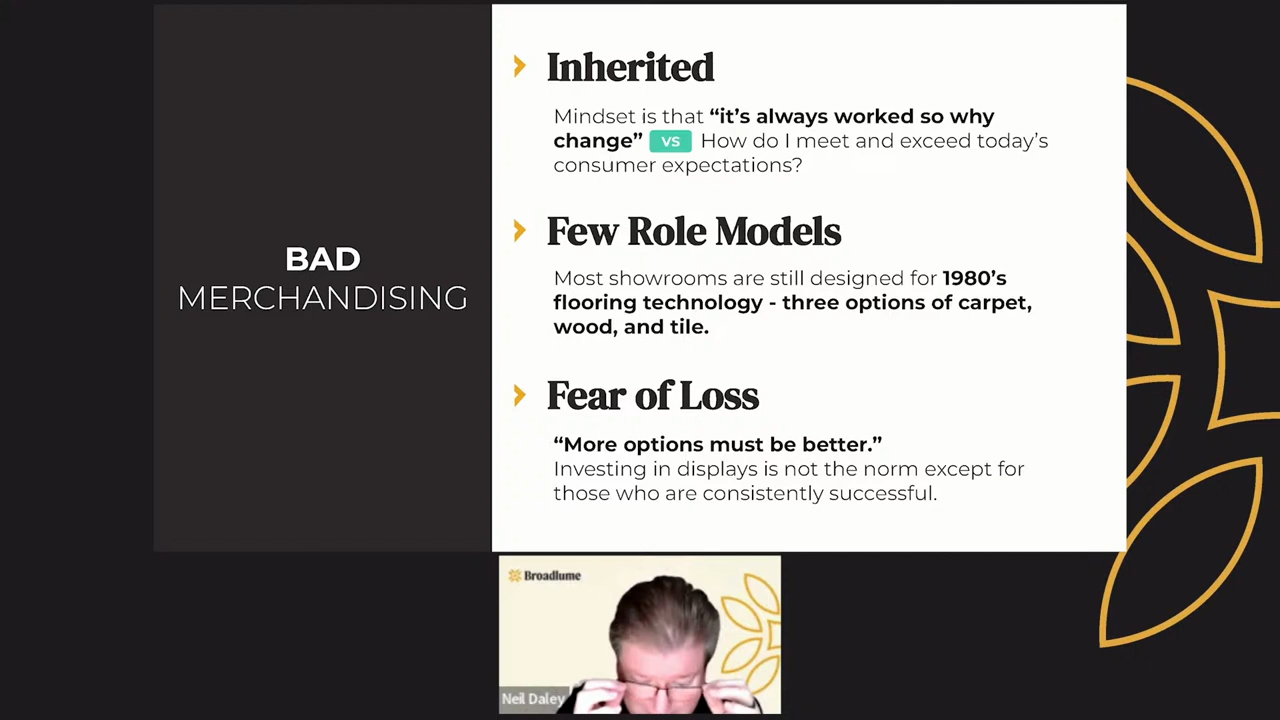 BAD
MERCHANDISING
Inherited
Mindset is that “it’s always worked so why
change” VS How do I meet and exceed today’s
consumer expectations?
Few Role Models
Most showrooms are still designed for 1980’s
flooring technology - three options of carpet,
wood, and tile.
Fear of Loss
“More options must be better.”
Investing in displays is not the norm except for
those who are consistently successful.
Broadlume
Neil Daley